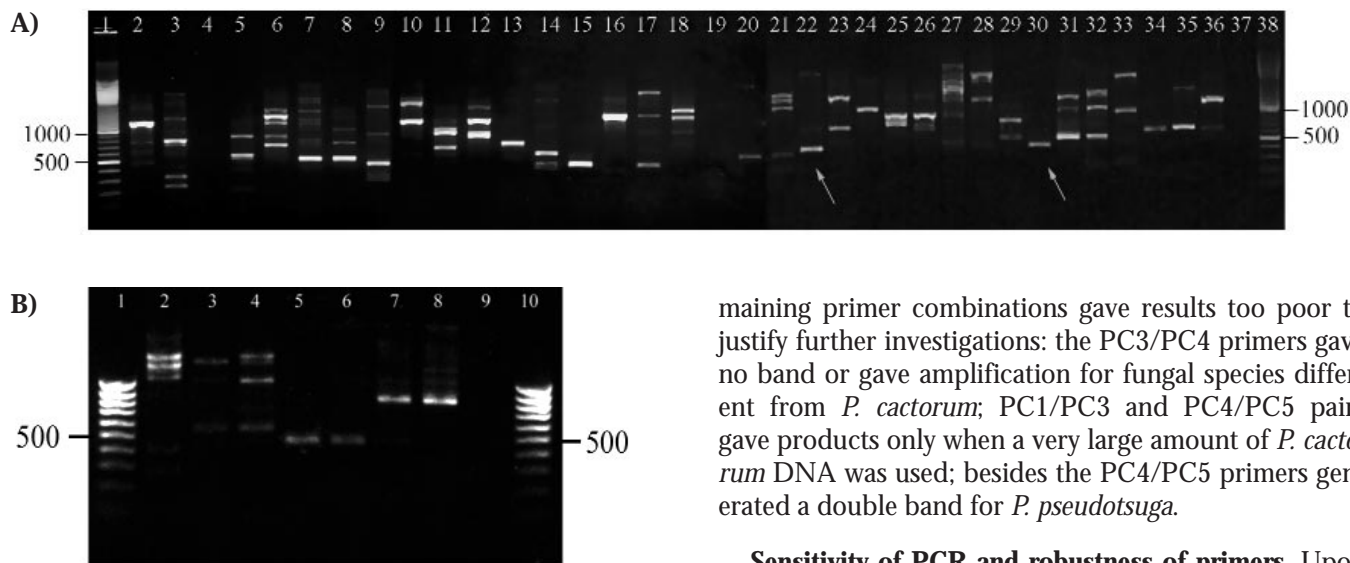 A)
1 2 3 4 5 6 7 8 9 10 11 12 13 14 15 16 17 18 19 20 21 22 23 24 25 26 27 28 29 30 31 32 33 34 35 36 37 38
1000
500
1000
500
B)
1 2 3 4 5 6 7 8 9 10
500
500
maining primer combinations gave results too poor t
justify further investigations: the PC3/PC4 primers gav
no band or gave amplification for fungal species differ
ent from P. cactorum; PC1/PC3 and PC4/PC5 pair
gave products only when a very large amount of P. cacto
rum DNA was used; besides the PC4/PC5 primers gen
erated a double band for P. pseudotsuga.
Sensitivity of PCR and robustness of primers. Upo